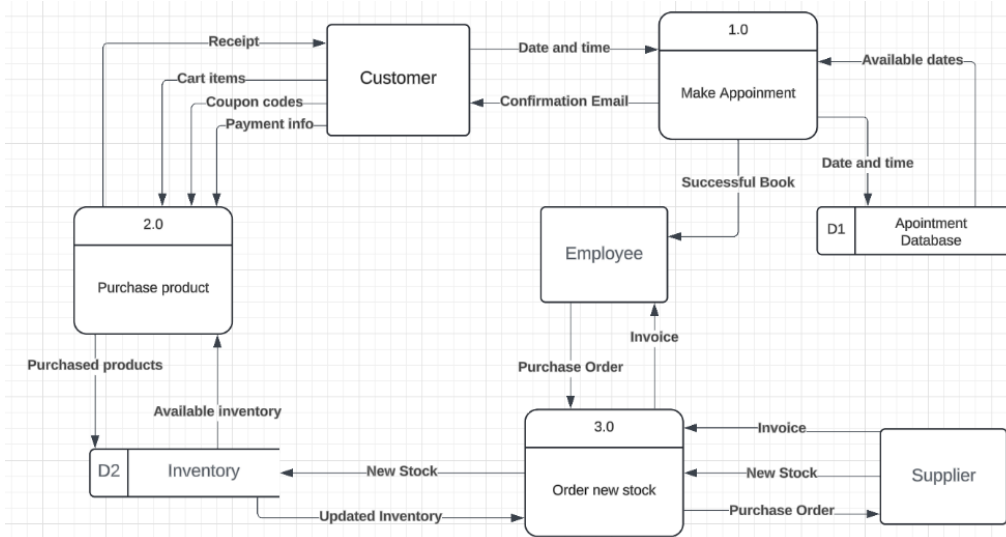 1.0
Receipt
Customer
Date and time
Available dates
Cart items
Make Appoinment
Coupon codes
Confirmation Email
Payment info
Date and time
Successful Book
2.0
D1
Apointment
Database
Employee
Purchase product
Invoice
Purchased products
Purchase Order
Available inventory
3.0
Invoice
D2
Inventory
New Stock
New Stock
Supplier
Order new stock
Updated Inventory
Purchase Order